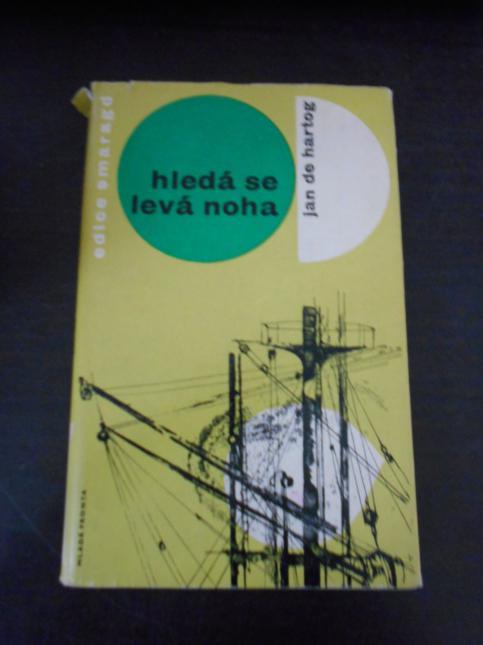 edice smaragd
hledá se
levá noha
jan de hartog
MLADÁ FRONTA